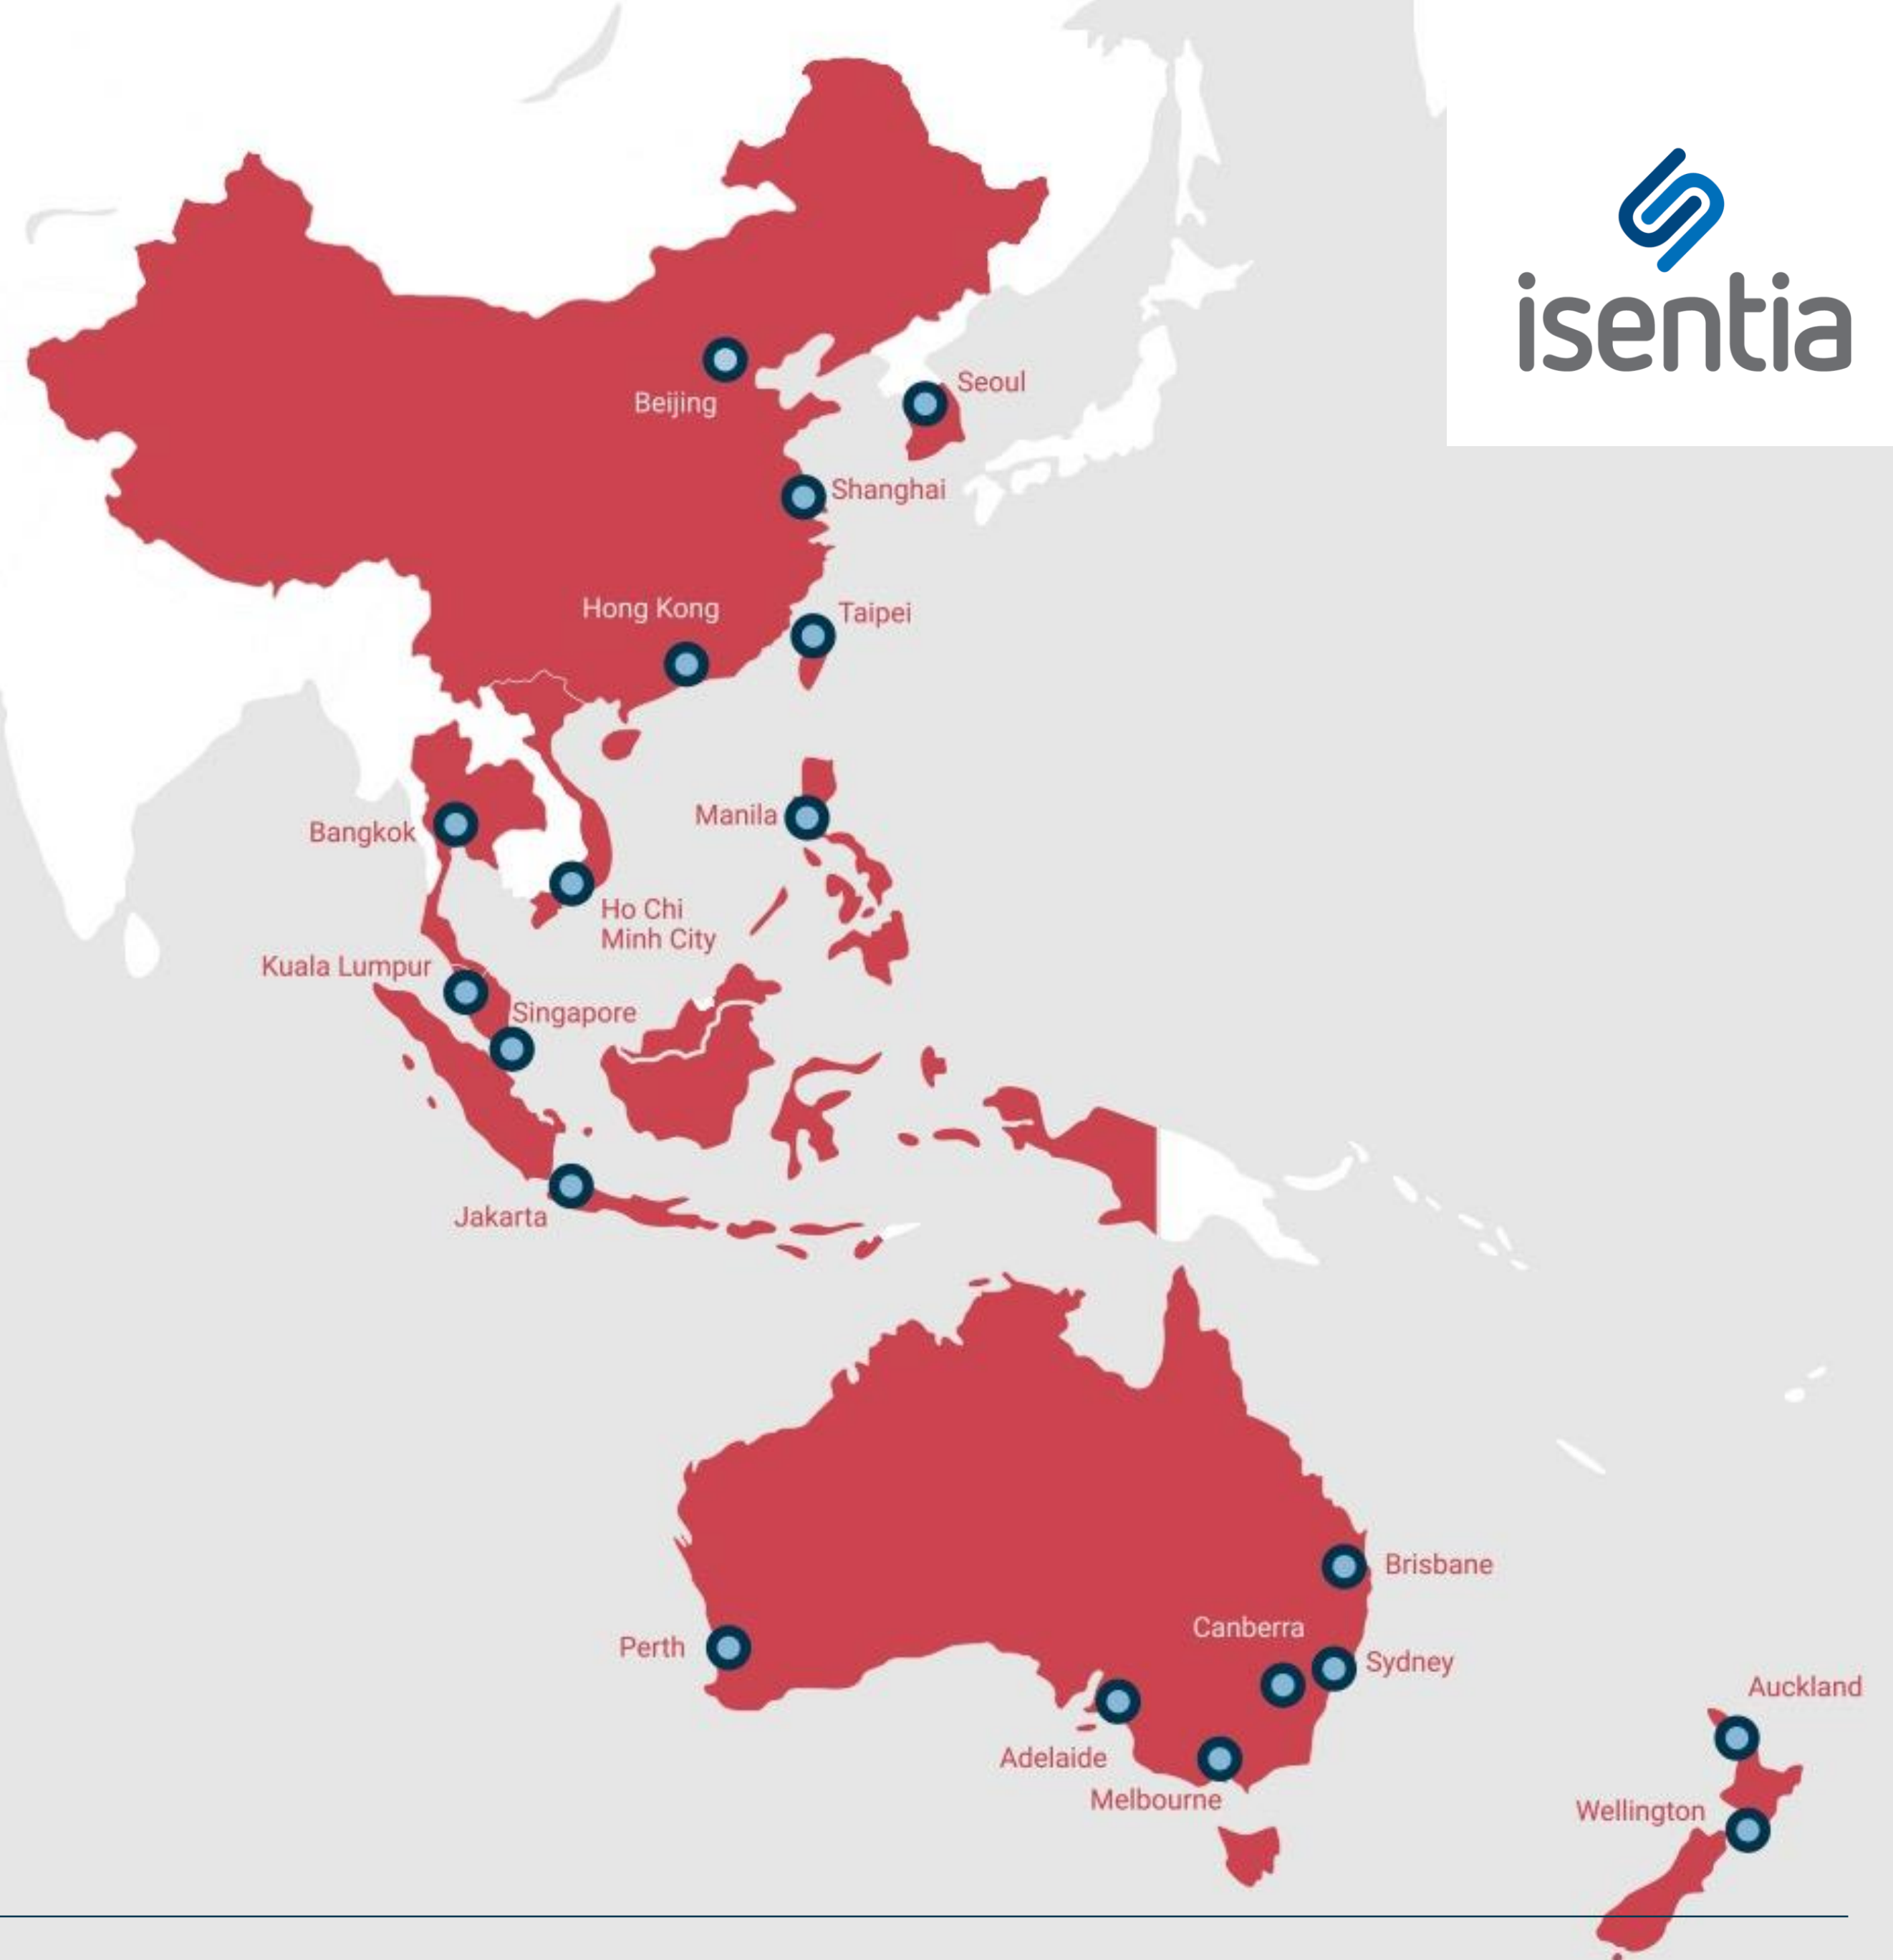 isentia
Seoul
Beijing
Shanghai
Hong Kong
Taipei
Manila
Bangkok
Ho Chi
Minh City
Kuala Lumpur
Singapore
Jakarta
Brisbane
Canberra
Perth
Sydney
Auckland
Adelaide
Melbourne
Wellington